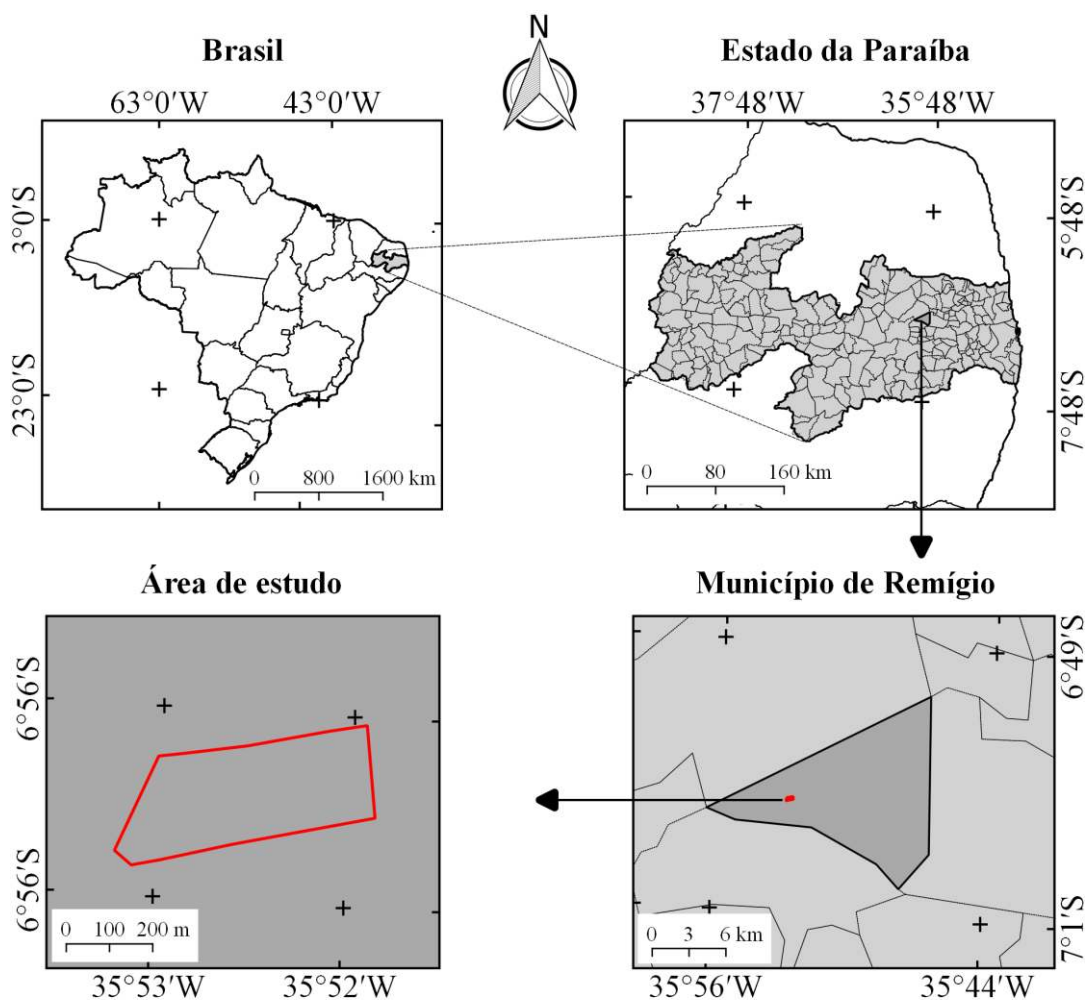 N
Brasil
63°0′W 43°0′W
3°0′S
23°0′S
0 800 1600 km
Estado da Paraíba
37°48′W 35°48′W
5°48′S
7°48′S
0 80 160 km
Área de estudo
6°56′S
6°56′S
0 100 200 m
35°53′W 35°52′W
Município de Remígio
6°49′S
7°1′S
0 3 6 km
35°56′W 35°44′W